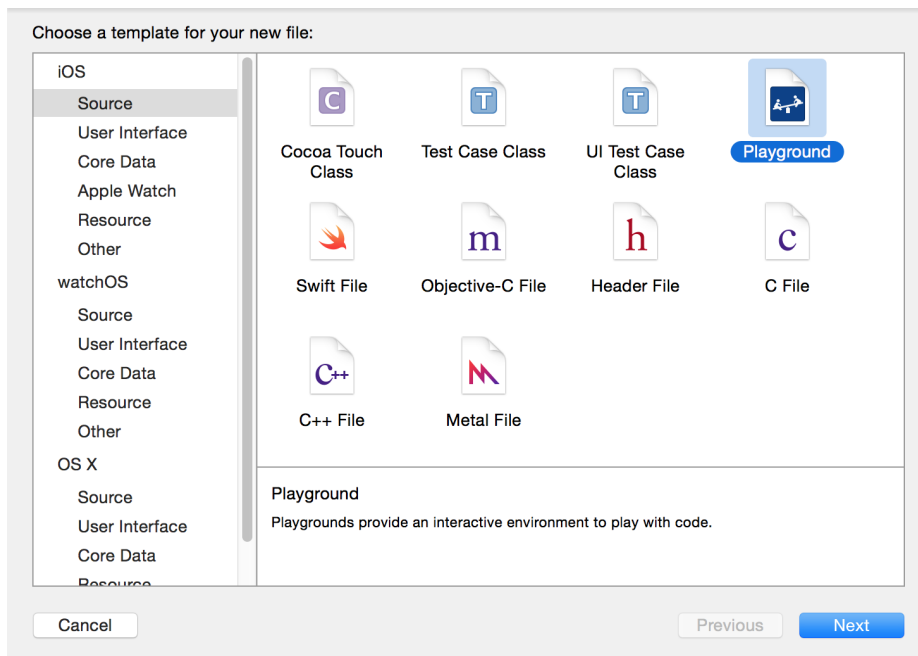 Choose a template for your new file:
iOS
Source
User Interface
Core Data
Apple Watch
Resource
Other
watchOS
Source
User Interface
Core Data
Resource
Other
OS X
Source
User Interface
Core Data
Resource
C
Cocoa Touch
Class
T
Test Case Class
T
UI Test Case
Class
Playground
Swift File
m
Objective-C File
h
Header File
c
C File
C++
C++ File
Metal File
Playground
Playgrounds provide an interactive environment to play with code.
Cancel
Previous
Next